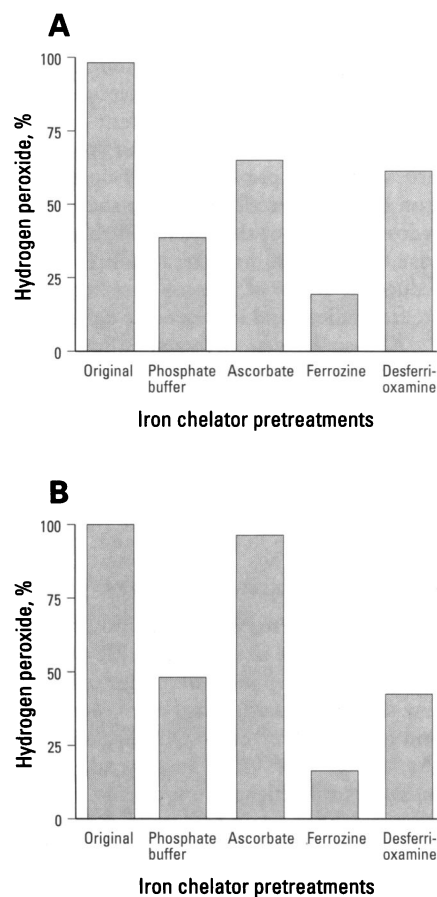 A
Hydrogen peroxide, %
100
75
50
25
0
Original Phosphate buffer Ascorbate Ferrozine Desferri-oxamine
Iron chelator pretreatments
B
Hydrogen peroxide, %
100
75
50
25
0
Original Phosphate buffer Ascorbate Ferrozine Desferri-oxamine
Iron chelator pretreatments